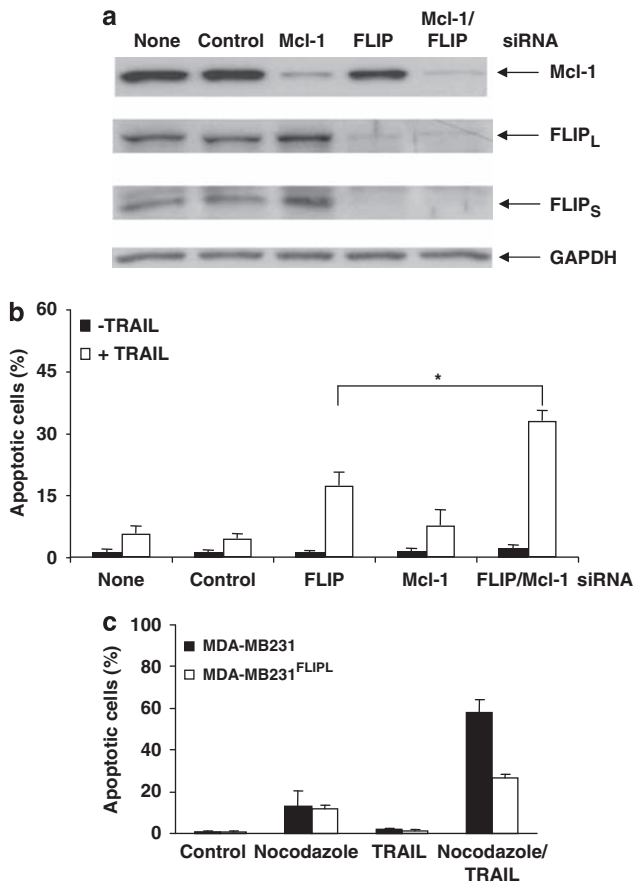 a
None Control Mcl-1 FLIP Mcl-1/FLIP siRNA
Mcl-1
FLIPL
FLIPS
GAPDH
b
Apoptotic cells (%)
60
45
30
15
0
-TRAIL
+ TRAIL
*
None Control FLIP Mcl-1 FLIP/Mcl-1 siRNA
c
Apoptotic cells (%)
100
80
60
40
20
0
MDA-MB231
MDA-MB231FLIPL
Control Nocodazole TRAIL Nocodazole/
TRAIL